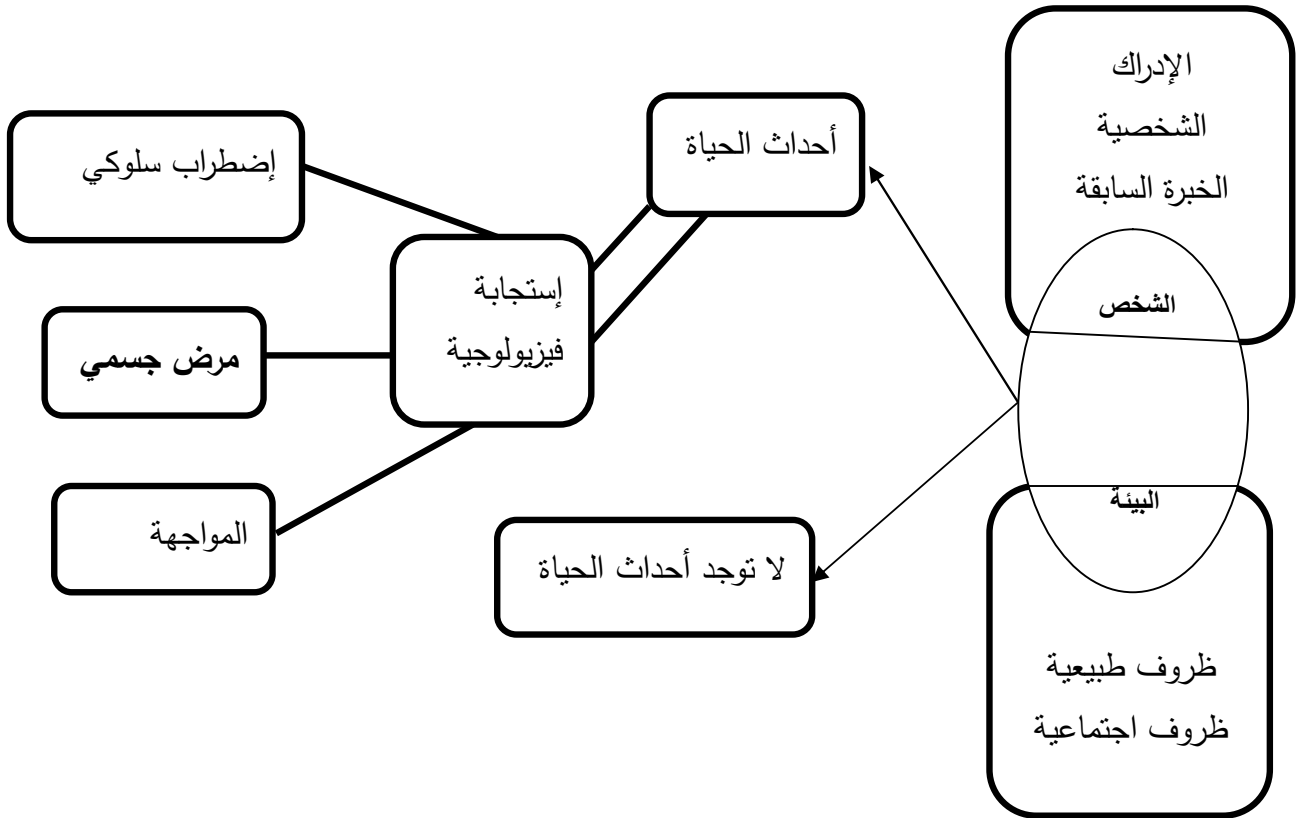 الإدراك
الشخصية
الخبرة السابقة
الشخص
البيئة
ظروف طبيعية
ظروف اجتماعية
أحداث الحياة
لا توجد أحداث الحياة
إستجابة
فيزيولوجية
إضطراب سلوكي
مرض جسمي
المواجهة